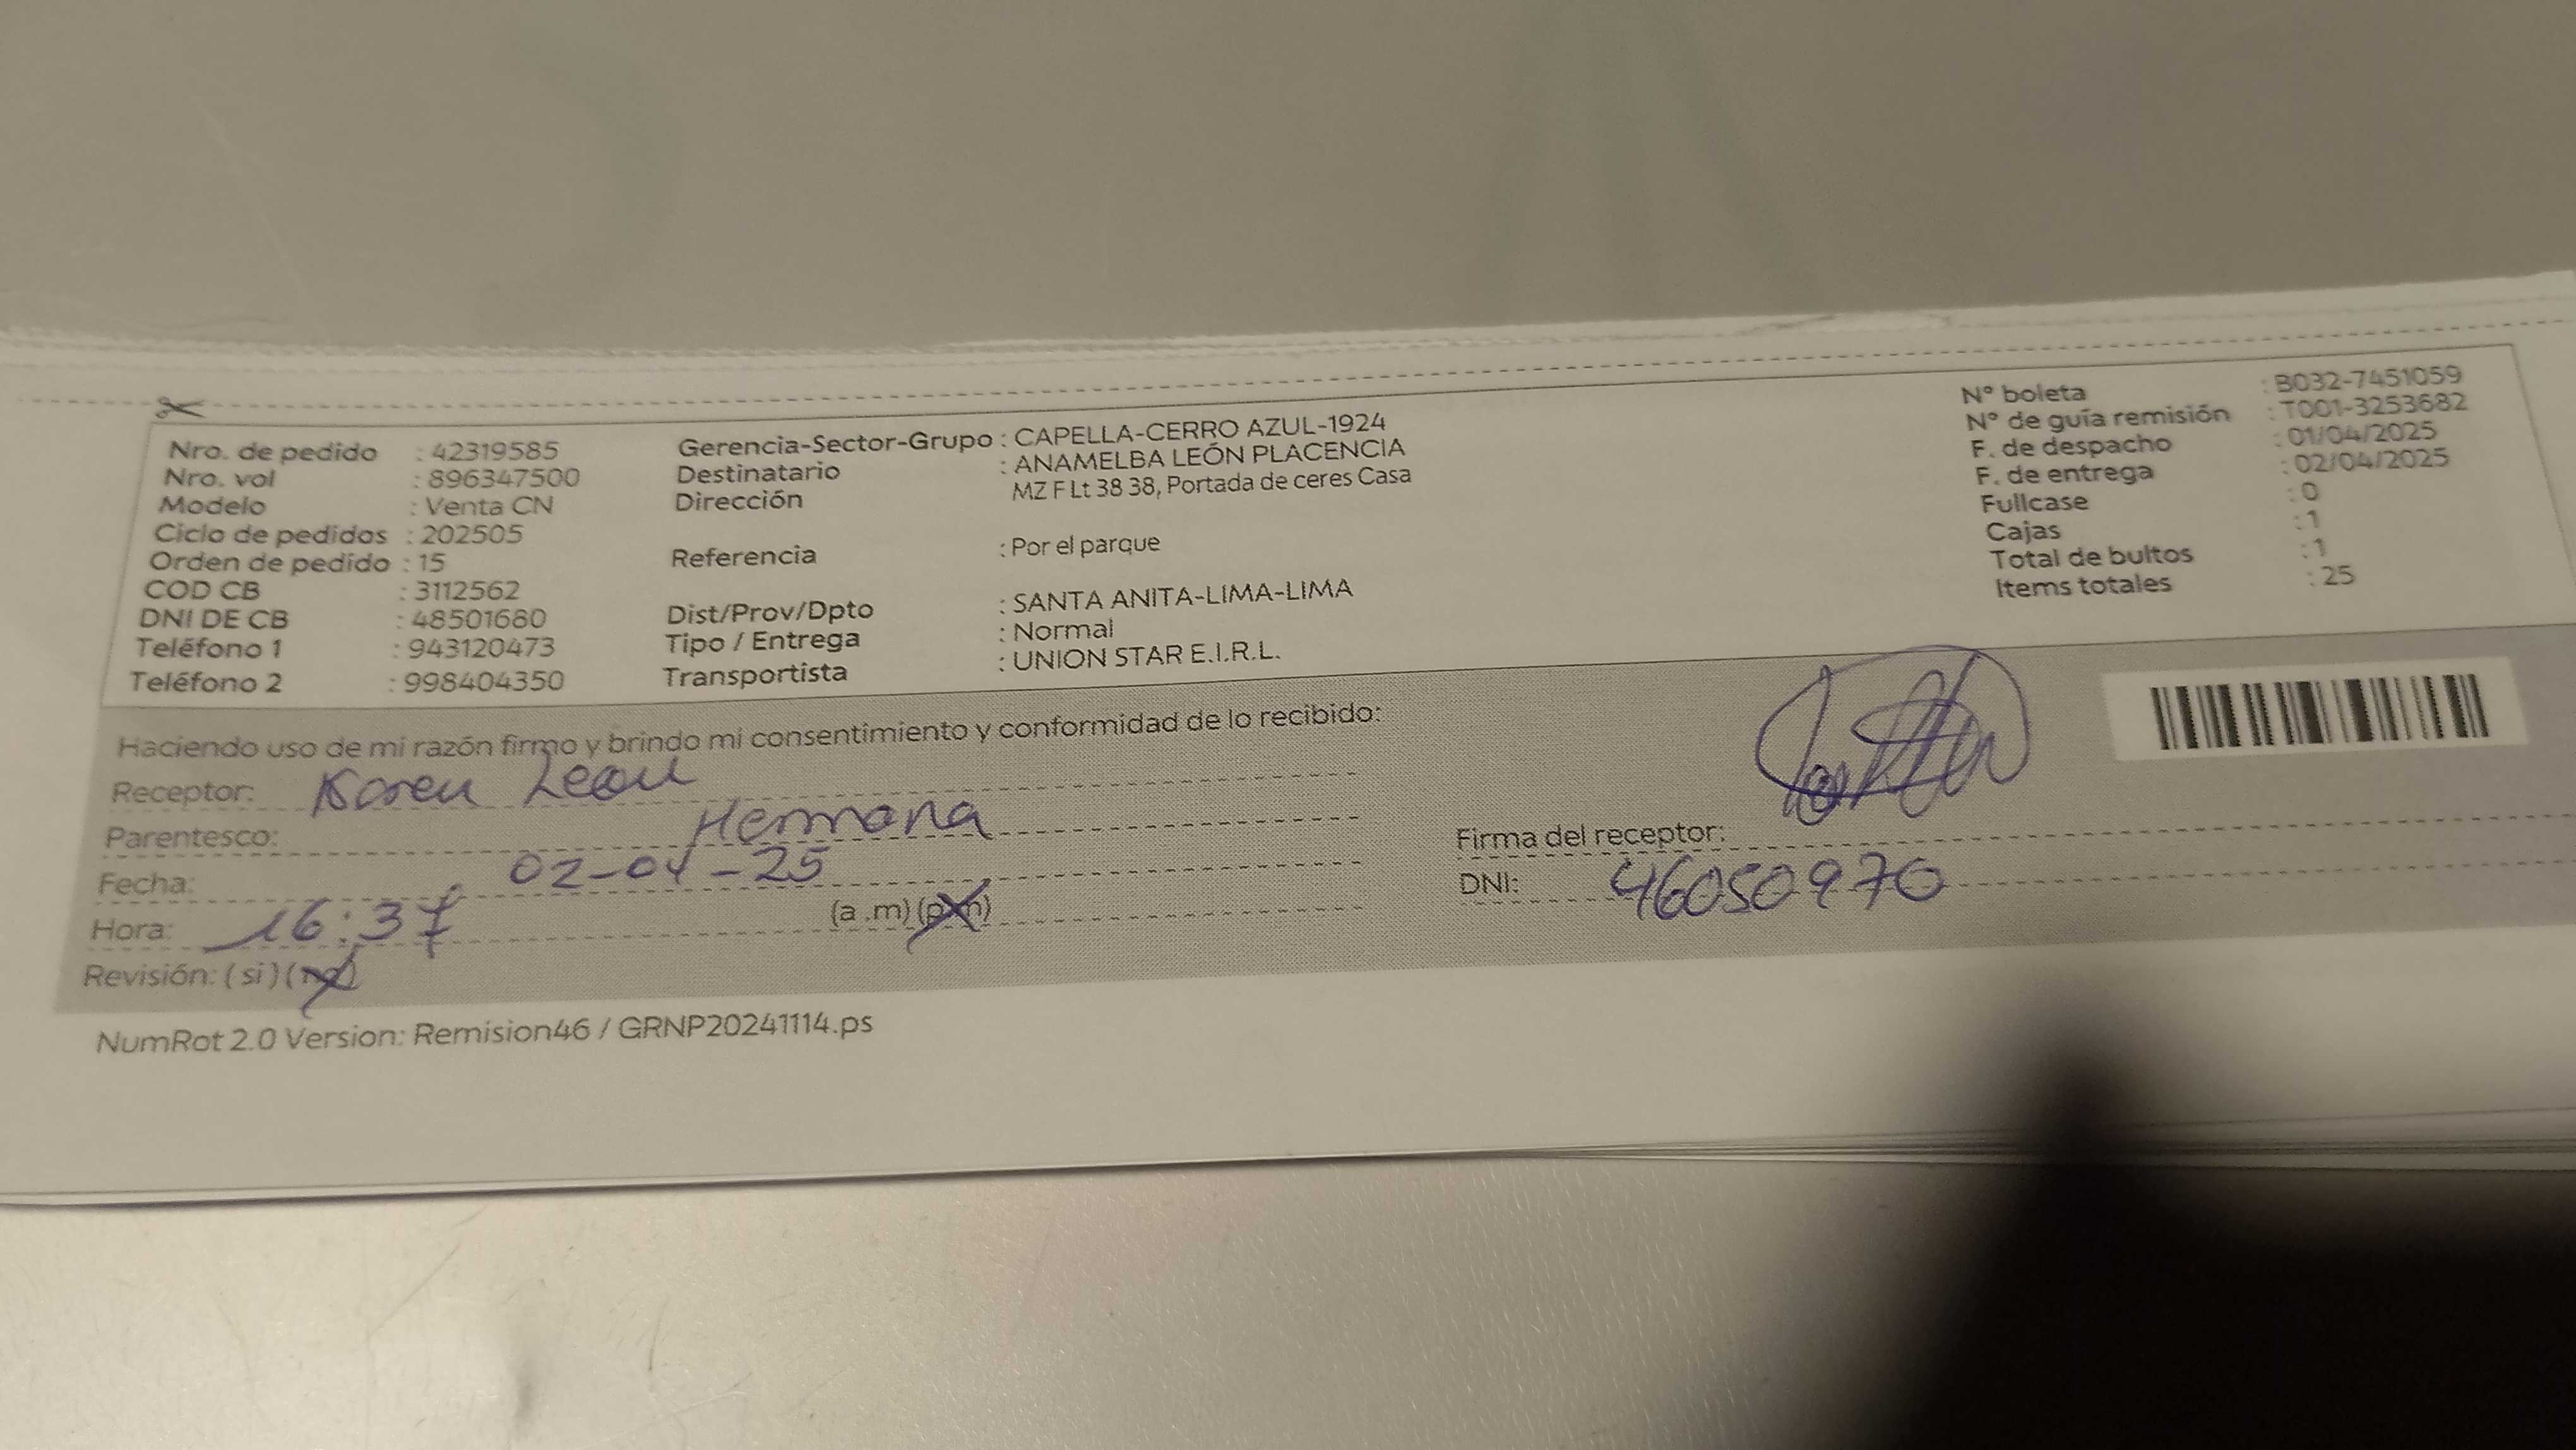 Nro. de pedido : 42319585
Nro. vol : 896347500
Modelo : Venta CN
Ciclo de pedidos : 202505
Orden de pedido : 15
COD CB : 3112562
DNI DE CB : 48501680
Teléfono 1 : 943120473
Teléfono 2 : 998404350
Gerencia-Sector-Grupo : CAPELLA-CERRO AZUL-1924
Destinatario : ANAMELBA LEÓN PLACENCIA
Dirección MZ F Lt 38 38, Portada de ceres Casa
Referencia : Por el parque
Dist/Prov/Dpto : SANTA ANITA-LIMA-LIMA
Tipo / Entrega : Normal
Transportista : UNION STAR E.I.R.L.
N° boleta : B032-7451059
N° de guía remisión : T001-3253682
F. de despacho : 01/04/2025
F. de entrega : 02/04/2025
Fullcase : 0
Cajas : 1
Total de bultos : 1
Items totales : 25
Haciendo uso de mi razón firmo y brindo mi consentimiento y conformidad de lo recibido:
Receptor: Karen Leon
Parentesco: Hermana
Fecha: 02-04-25
Hora: 16:37 (a .m) (p.m)
Revisión: (si) (no)
Firma del receptor:
DNI: 46050970
NumRot 2.0 Version: Remision46 / GRNP20241114.ps